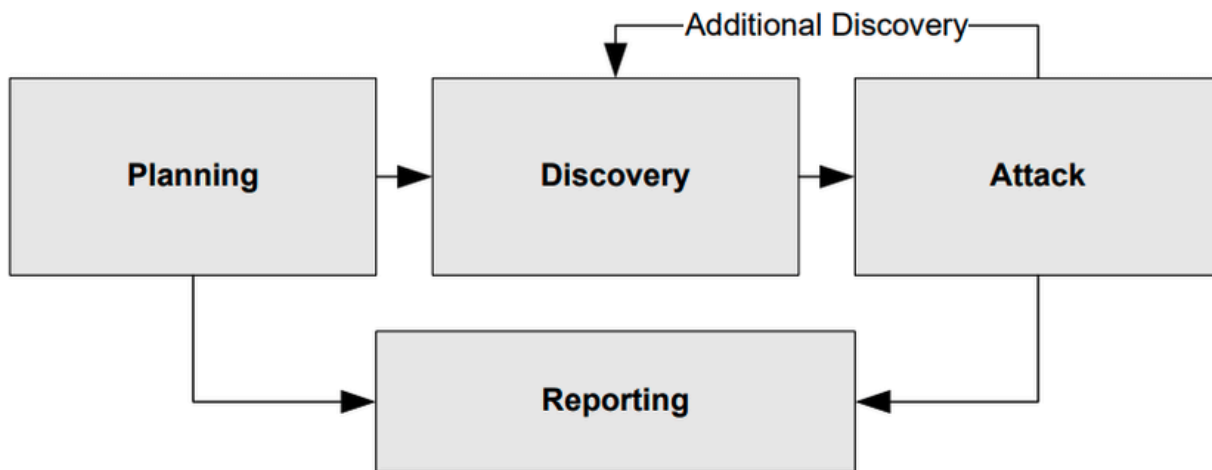 Additional Discovery
Planning
Discovery
Attack
Reporting